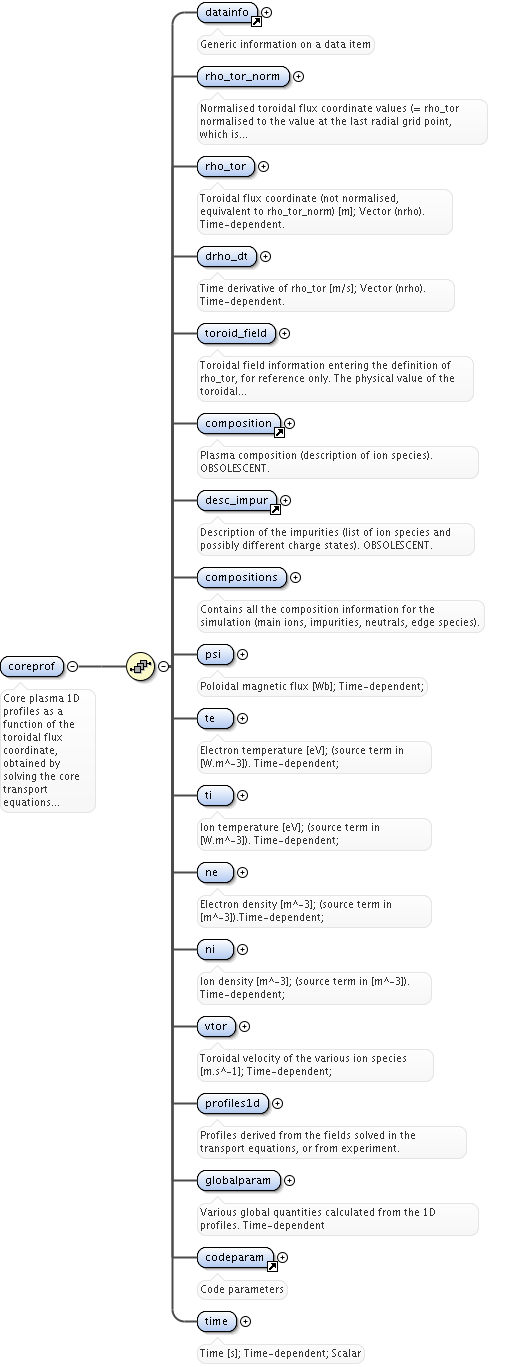 datainfo
Generic information on a data item
rho_tor_norm
Normalised toroidal flux coordinate values (= rho_tor
normalised to the value at the last radial grid point,
which is...
rho_tor
Toroidal flux coordinate (not normalised,
equivalent to rho_tor_norm) [m]; Vector (nrho).
Time-dependent.
drho_dt
Time derivative of rho_tor [m/s]; Vector (nrho).
Time-dependent.
toroid_field
Toroidal field information entering the definition of
rho_tor, for reference only. The physical value of the
toroidal...
composition
Plasma composition (description of ion species).
OBSOLESCENT.
desc_impur
Description of the impurities (list of ion species and
possibly different charge states). OBSOLESCENT.
compositions
Contains all the composition information for the
simulation (main ions, impurities, neutrals, edge species).
coreprof
Core plasma 1D
profiles as a
function of the
toroidal flux
coordinate,
obtained by
solving the core
transport
equations...
psi
Poloidal magnetic flux [Wb]; Time-dependent;
te
Electron temperature [eV]; (source term in
[W.m^-3]). Time-dependent;
ti
Ion temperature [eV]; (source term in
[W.m^-3]). Time-dependent;
ne
Electron density [m^-3]; (source term in
[m^-3]).Time-dependent;
ni
Ion density [m^-3]; (source term in [m^-3]).
Time-dependent;
vtor
Toroidal velocity of the various ion species
[m.s^-1]; Time-dependent;
profiles1d
Profiles derived from the fields solved in the
transport equations, or from experiment.
globalparam
Various global quantities calculated from the 1D
profiles. Time-dependent
codeparam
Code parameters
time
Time [s]; Time-dependent; Scalar